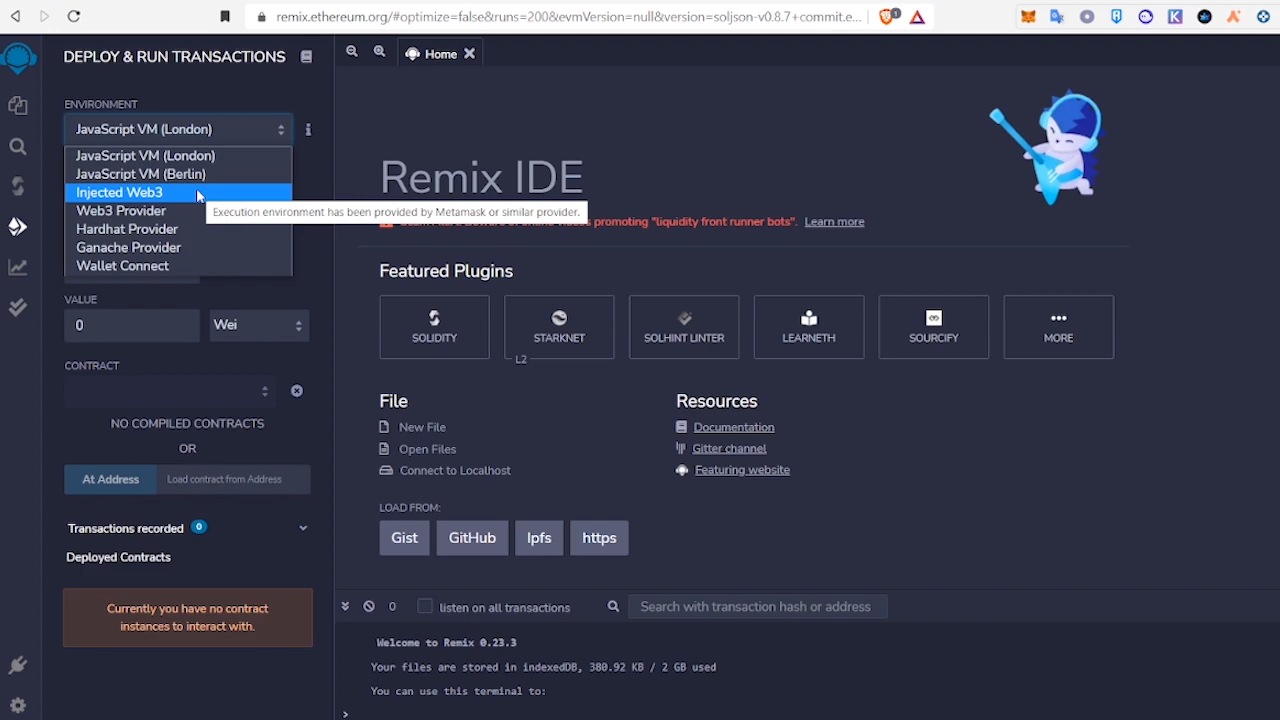 remix.ethereum.org/#optimize=false&runs=200&evmVersion=null&version=soljson-v0.8.7+commit.e...
1
DEPLOY & RUN TRANSACTIONS
Home
ENVIRONMENT
JavaScript VM (London)
JavaScript VM (London)
JavaScript VM (Berlin)
Injected Web3
Web3 Provider
Hardhat Provider
Ganache Provider
Wallet Connect
Execution environment has been provided by Metamask or similar provider.
VALUE
0
Wei
CONTRACT
NO COMPILED CONTRACTS
OR
At Address
Load contract from Address
Transactions recorded 0
Deployed Contracts
Currently you have no contract
instances to interact with.
Remix IDE
promoting "liquidity front runner bots". Learn more
Featured Plugins
SOLIDITY
STARKNET
L2
SOLHINT LINTER
LEARNETH
SOURCIFY
MORE
File
New File
Open Files
Connect to Localhost
Resources
Documentation
Gitter channel
Featuring website
LOAD FROM:
Gist
GitHub
Ipfs
https
0
listen on all transactions
Search with transaction hash or address
Welcome to Remix 0.23.3
Your files are stored in indexedDB, 380.92 KB / 2 GB used
You can use this terminal to:
>